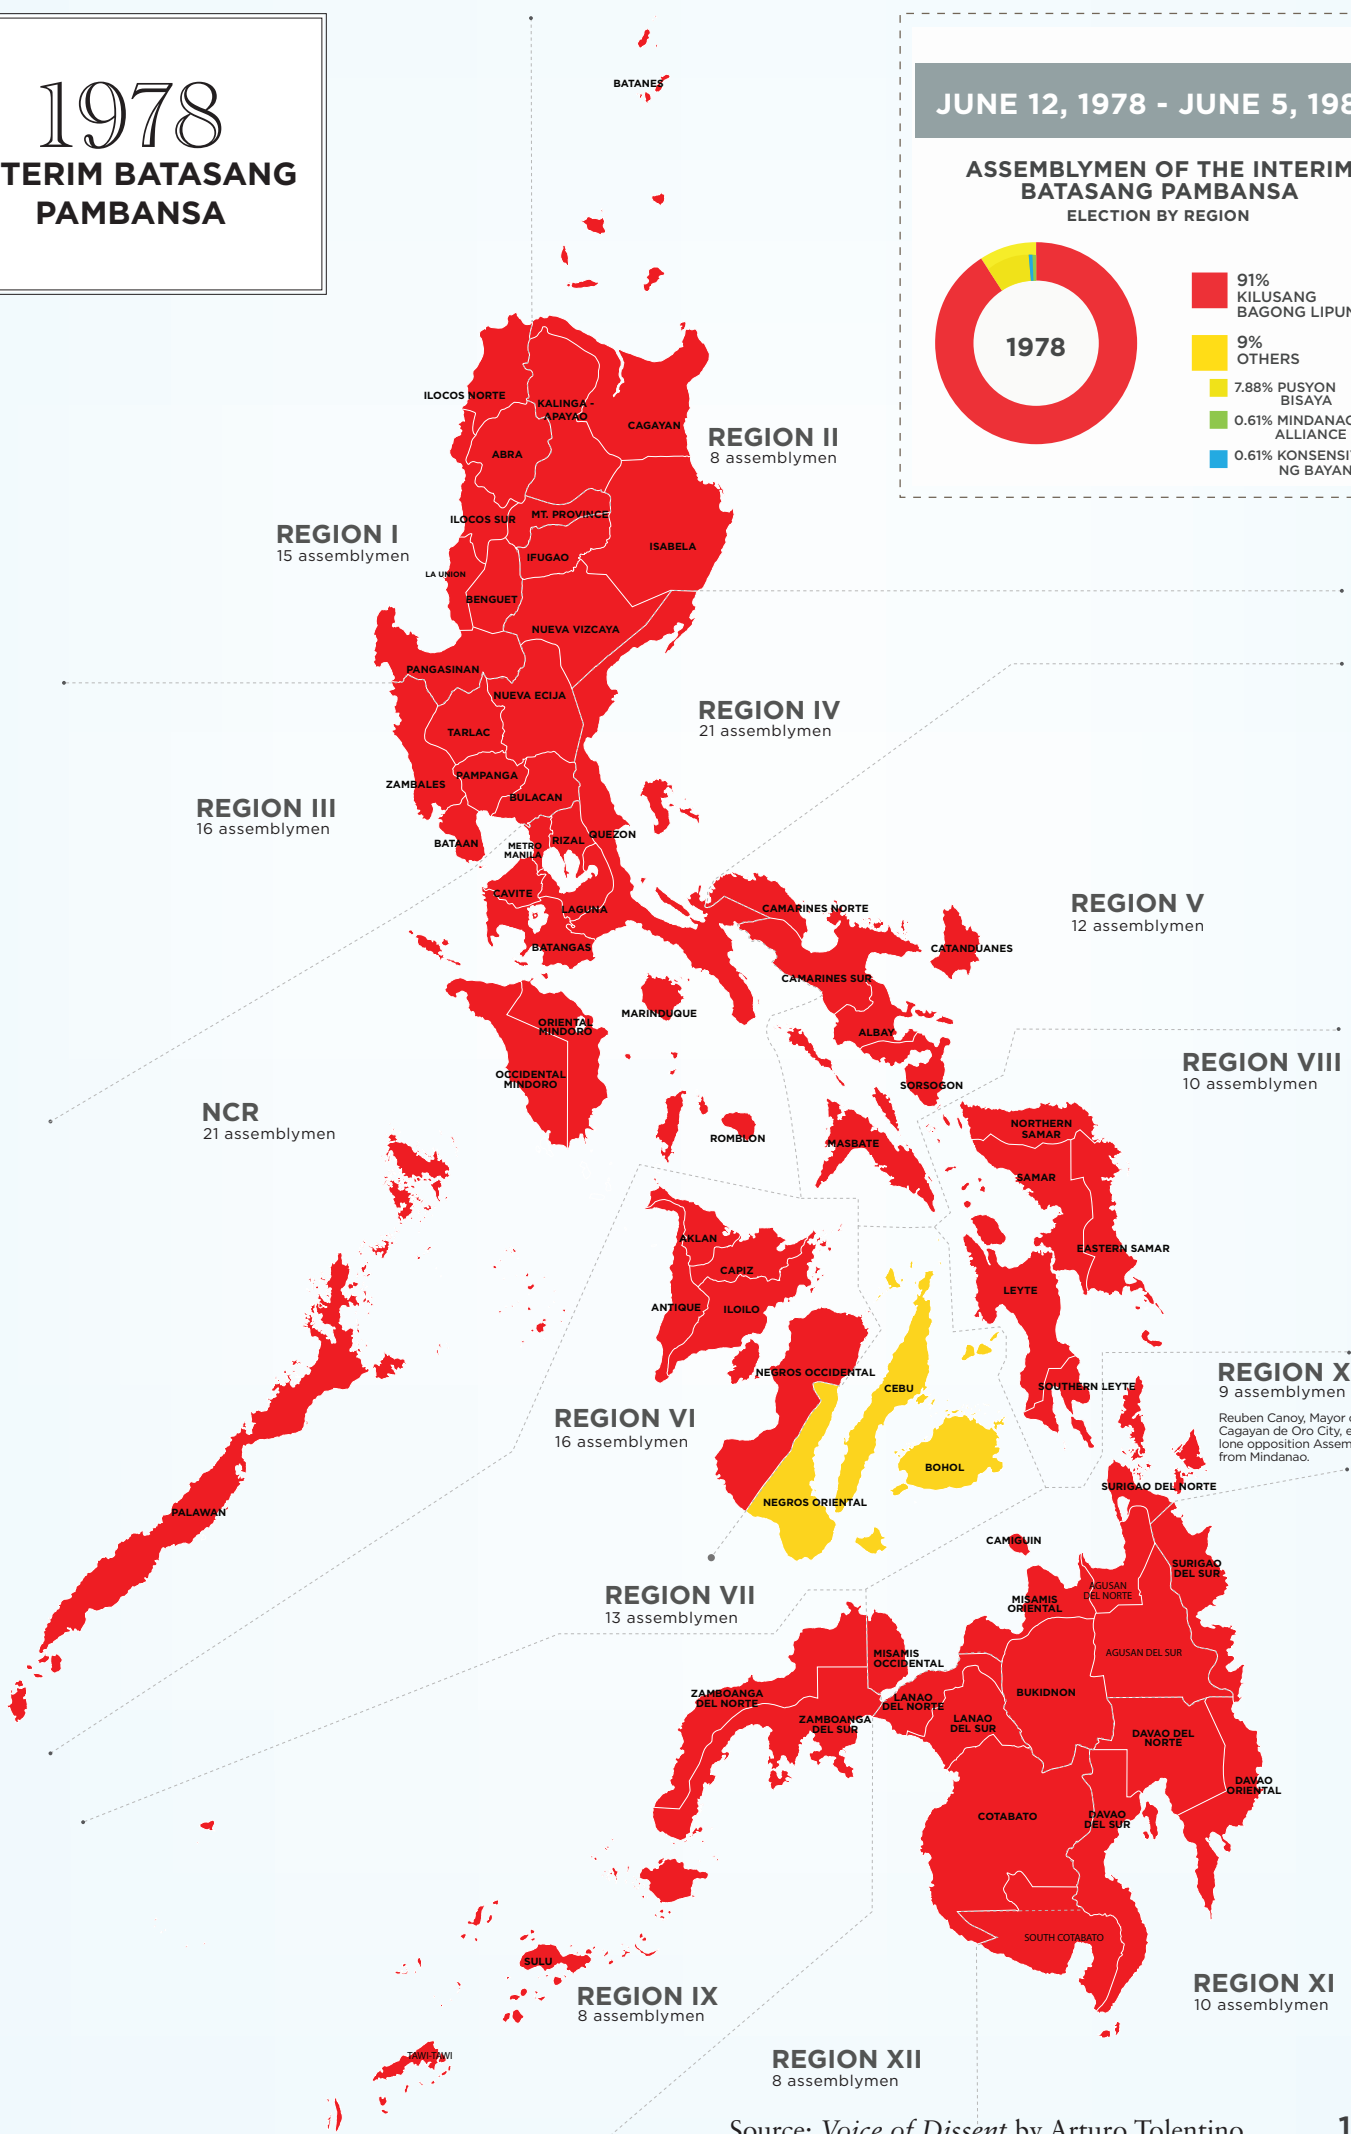 1978
TERIM BATASANG
PAMBANSA
JUNE 12, 1978 - JUNE 5, 198
ASSEMBLYMEN OF THE INTERIM
BATASANG PAMBANSA
ELECTION BY REGION
1978
91%
KILUSANG
BAGONG LIPUN
9%
OTHERS
7.88% PUSYON
BISAYA
0.61% MINDANAO
ALLIANCE
0.61% KONSENSI
NG BAYAN
BATANES
ILOCOS NORTE
KALINGA -
APAYAO
CAGAYAN
ABRA
REGION II
8 assemblymen
ILOCOS SUR
MT. PROVINCE
REGION I
15 assemblymen
IFUGAO
ISABELA
LA UNION
BENGUET
NUEVA VIZCAYA
PANGASINAN
NUEVA ECIJA
REGION IV
21 assemblymen
TARLAC
ZAMBALES
PAMPANGA
BULACAN
REGION III
16 assemblymen
BATAAN
METRO
MANILA
RIZAL
QUEZON
CAVITE
LAGUNA
BATANGAS
CAMARINES NORTE
REGION V
12 assemblymen
CATANDUANES
CAMARINES SUR
MARINDUQUE
ORIENTAL
MINDORO
ALBAY
OCCIDENTAL
MINDORO
SORSOGON
REGION VIII
10 assemblymen
NCR
21 assemblymen
ROMBLON
MASBATE
NORTHERN
SAMAR
SAMAR
AKLAN
EASTERN SAMAR
CAPIZ
LEYTE
ANTIQUE
ILOILO
NEGROS OCCIDENTAL
CEBU
SOUTHERN LEYTE
REGION X
9 assemblymen
Reuben Canoy, Mayor
Cagayan de Oro City, e
lone opposition Assem
from Mindanao.
REGION VI
16 assemblymen
BOHOL
SURIGAO DEL NORTE
NEGROS ORIENTAL
PALAWAN
CAMIGUIN
SURIGAO
DEL SUR
REGION VII
13 assemblymen
AGUSAN
DEL NORTE
MISAMIS
ORIENTAL
MISAMIS
OCCIDENTAL
AGUSAN DEL SUR
ZAMBOANGA
DEL NORTE
LANAO
DEL NORTE
BUKIDNON
ZAMBOANGA
DEL SUR
LANAO
DEL SUR
DAVAO DEL
NORTE
DAVAO
ORIENTAL
COTABATO
DAVAO
DEL SUR
SOUTH COTABATO
SULU
REGION IX
8 assemblymen
REGION XI
10 assemblymen
TAWI-TAWI
REGION XII
8 assemblymen
Source: Voice of Dissent by Arturo Tolentino
1